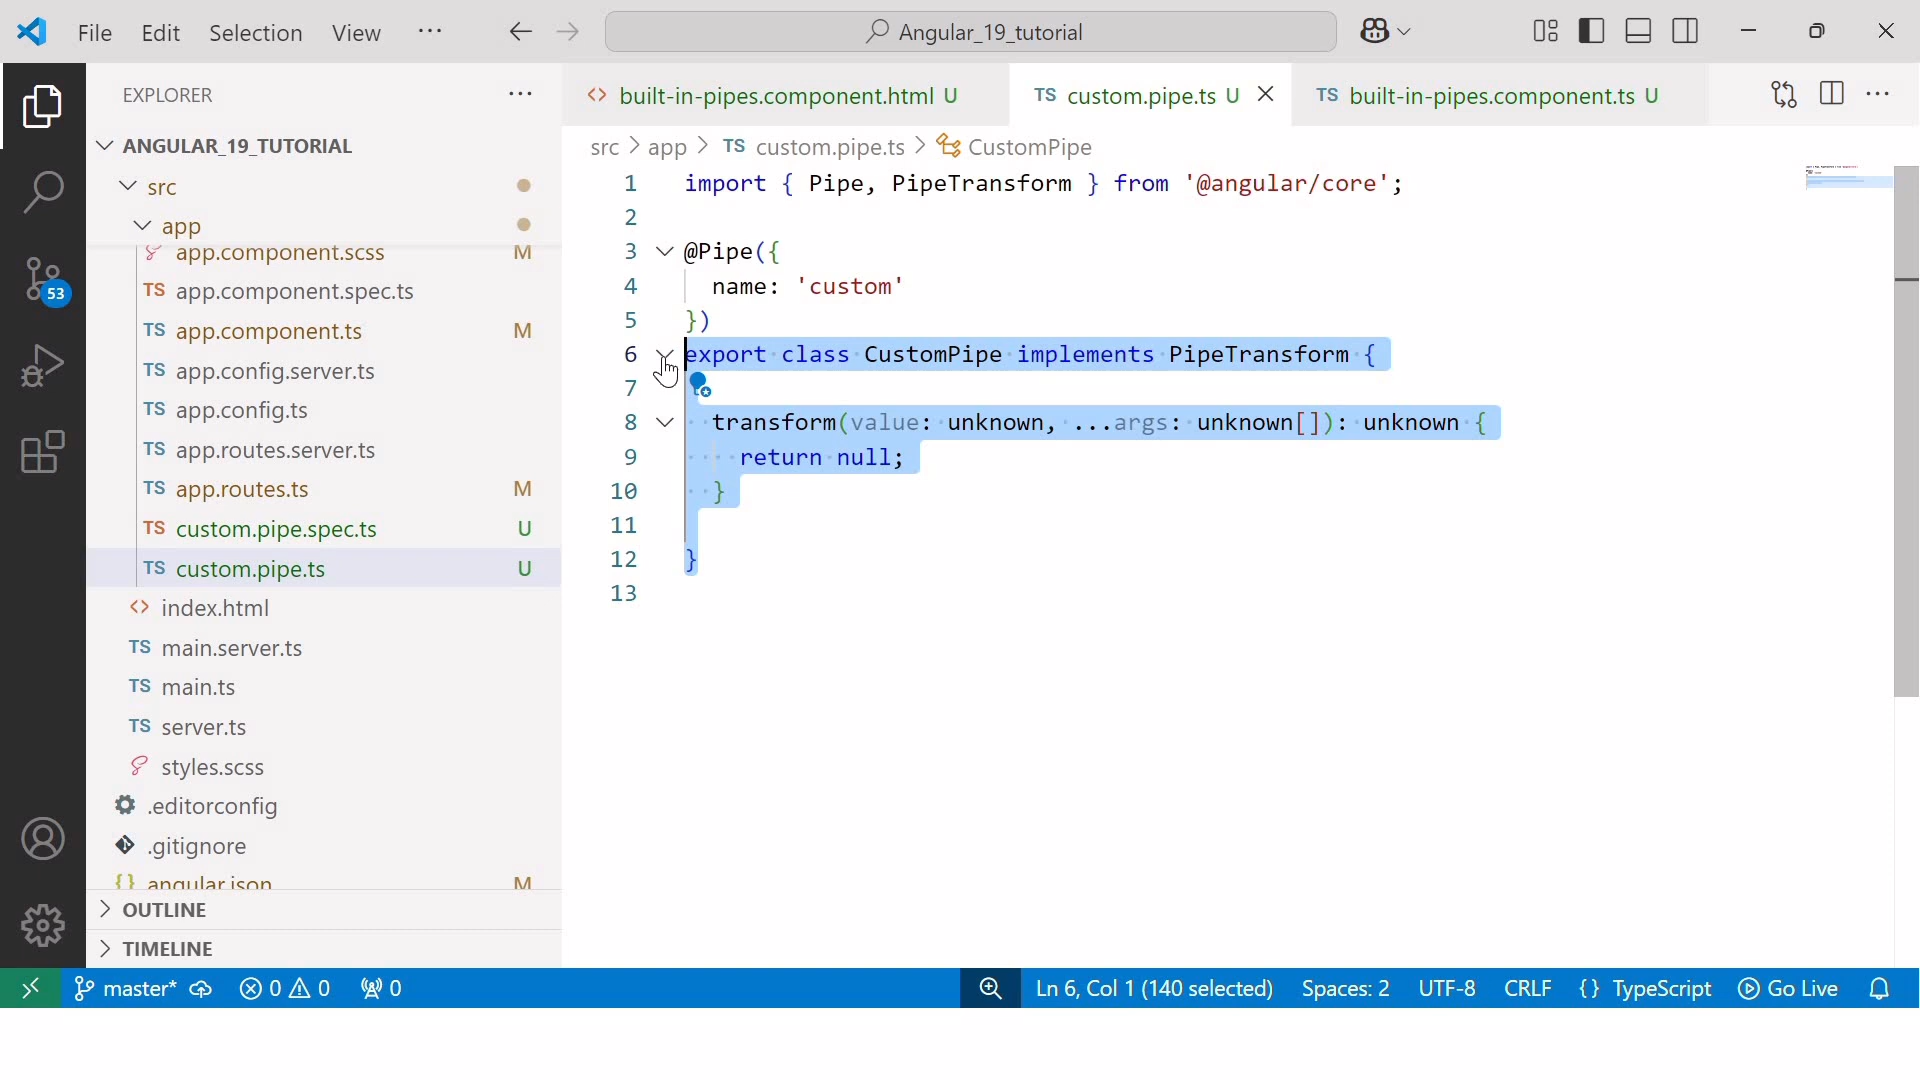 File Edit Selection View ··· Angular_19_tutorial
EXPLORER ···
ANGULAR_19_TUTORIAL
src
app
app.component.scss M
TS app.component.spec.ts
TS app.component.ts M
TS app.config.server.ts
TS app.config.ts
TS app.routes.server.ts
TS app.routes.ts M
TS custom.pipe.spec.ts U
TS custom.pipe.ts U
<> index.html
TS main.server.ts
TS main.ts
TS server.ts
styles.scss
.editorconfig
.gitignore
{} angular.json M
OUTLINE
TIMELINE
53
<> built-in-pipes.component.html U TS custom.pipe.ts U TS built-in-pipes.component.ts U ···
src > app > TS custom.pipe.ts > CustomPipe
1 import { Pipe, PipeTransform } from '@angular/core';
2
3 @Pipe({
4 name: 'custom'
5 })
6 export class CustomPipe implements PipeTransform {
7
8 transform(value: unknown, ...args: unknown[]): unknown {
9 return null;
10 }
11
12 }
13
master* 0 0 0 Ln 6, Col 1 (140 selected) Spaces: 2 UTF-8 CRLF {} TypeScript Go Live